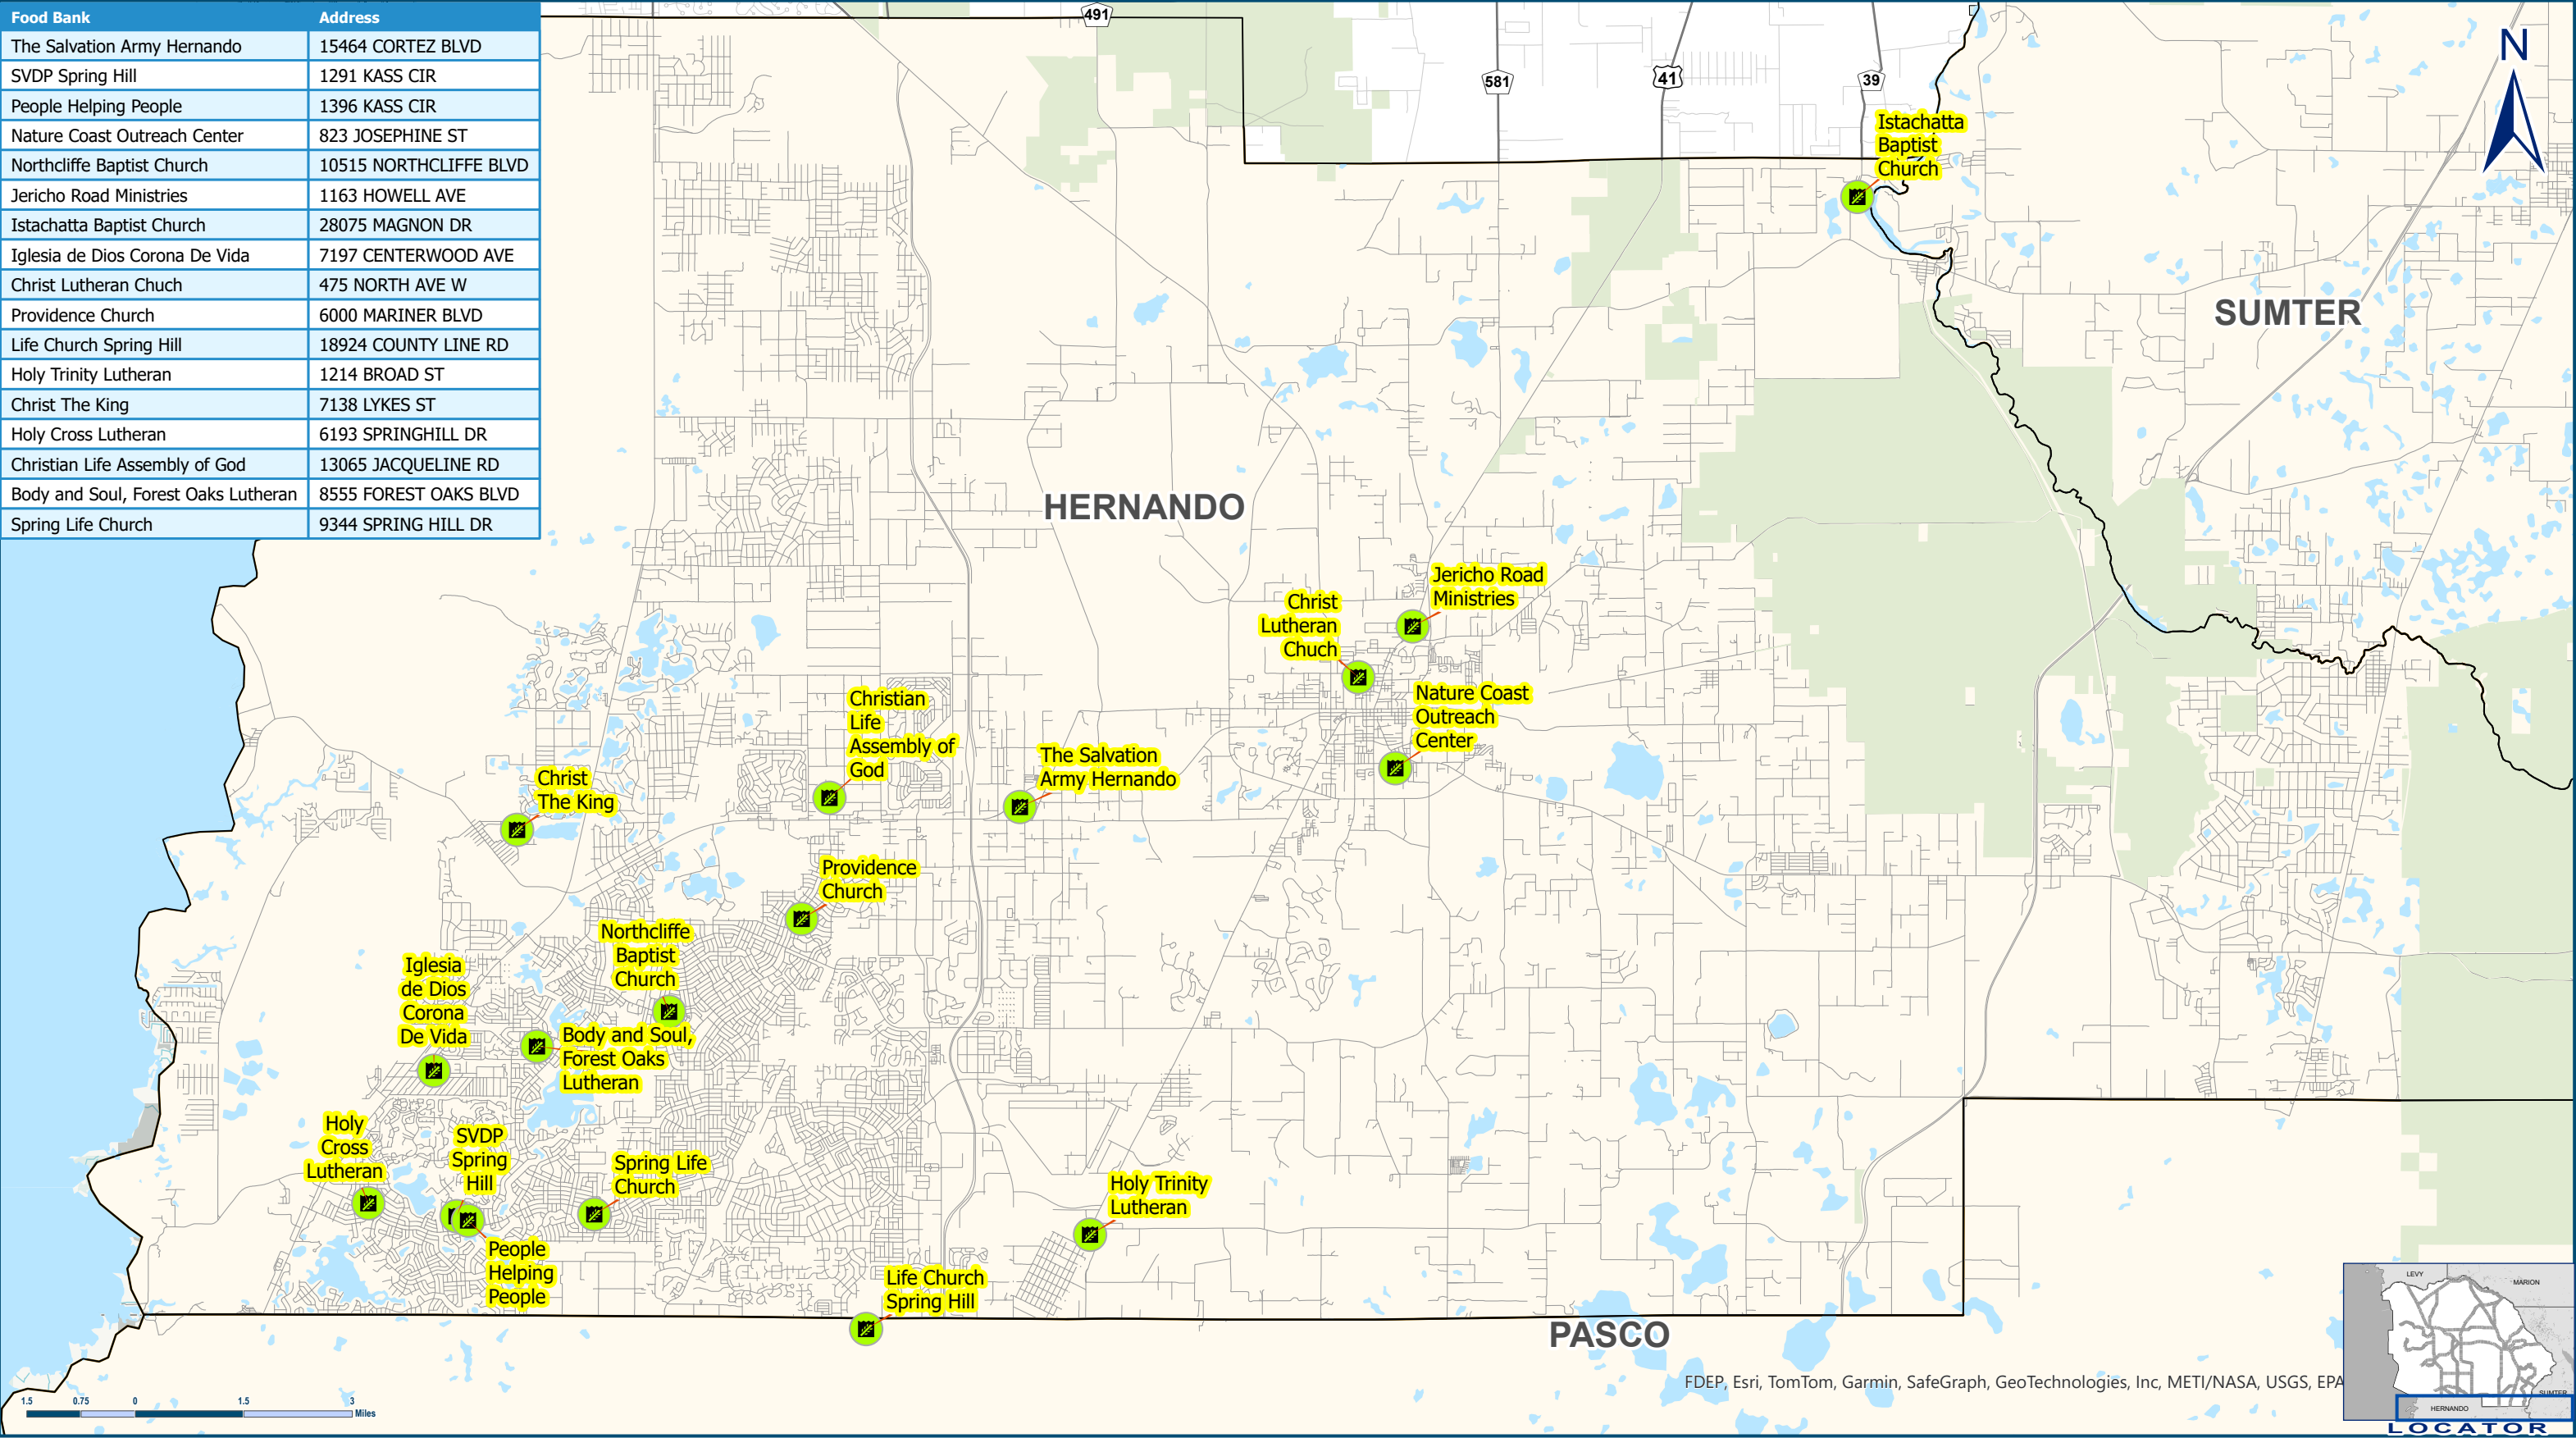 Food Bank Address
The Salvation Army Hernando 15464 CORTEZ BLVD
SVDP Spring Hill 1291 KASS CIR
People Helping People 1396 KASS CIR
Nature Coast Outreach Center 823 JOSEPHINE ST
Northcliffe Baptist Church 10515 NORTHCLIFFE BLVD
Jericho Road Ministries 1163 HOWELL AVE
Istachatta Baptist Church 28075 MAGNON DR
Iglesia de Dios Corona De Vida 7197 CENTERWOOD AVE
Christ Lutheran Chuch 475 NORTH AVE W
Providence Church 6000 MARINER BLVD
Life Church Spring Hill 18924 COUNTY LINE RD
Holy Trinity Lutheran 1214 BROAD ST
Christ The King 7138 LYKES ST
Holy Cross Lutheran 6193 SPRINGHILL DR
Christian Life Assembly of God 13065 JACQUELINE RD
Body and Soul, Forest Oaks Lutheran 8555 FOREST OAKS BLVD
Spring Life Church 9344 SPRING HILL DR
491
581
41
39
N
Istachatta
Baptist
Church
SUMTER
HERNANDO
Jericho Road
Ministries
Christ
Lutheran
Chuch
Nature Coast
Outreach
Center
Christian
Life
Assembly of
God
The Salvation
Army Hernando
Christ
The King
Providence
Church
Northcliffe
Baptist
Church
Iglesia
de Dios
Corona
De Vida
Body and Soul,
Forest Oaks
Lutheran
Holy
Cross
Lutheran
SVDP
Spring
Hill
Spring Life
Church
Holy Trinity
Lutheran
People
Helping
People
Life Church
Spring Hill
PASCO
FDEP, Esri, TomTom, Garmin, SafeGraph, GeoTechnologies, Inc, METI/NASA, USGS, EPA
1.5 0.75 0 1.5 3
Miles
LEVY
MARION
SUMTER
HERNANDO
LOCATOR